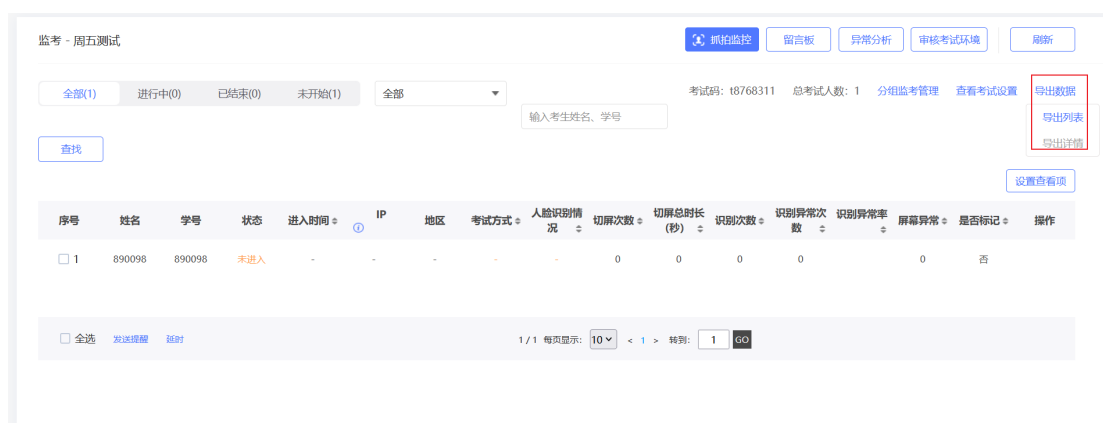 监考 - 周五测试
抓拍监控
留言板
异常分析
审核考试环境
刷新
全部(1)
进行中(0)
已结束(0)
未开始(1)
全部
输入考生姓名、学号
考试码：t8768311
总考试人数：1
分组监考管理
查看考试设置
导出数据
导出列表
导出详情
查找
设置查看项
序号
姓名
学号
状态
进入时间
IP
地区
考试方式
人脸识别情
况
切屏次数
切屏总时长
(秒)
识别次数
识别异常次
数
识别异常率
屏幕异常
是否标记
操作
1
890098
890098
未进入
-
-
-
-
-
0
0
0
0
0
否
全选
发送提醒
延时
1 / 1 每页显示: 10 < 1 > 转到: 1 GO